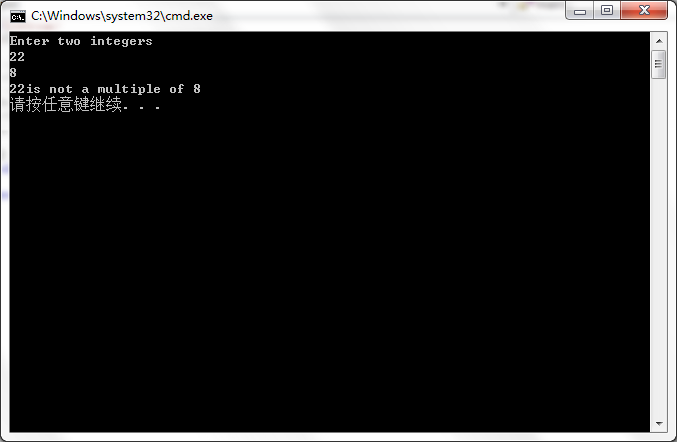 C:\Windows\system32\cmd.exe
Enter two integers
22
8
22is not a multiple of 8
请按任意键继续. . .